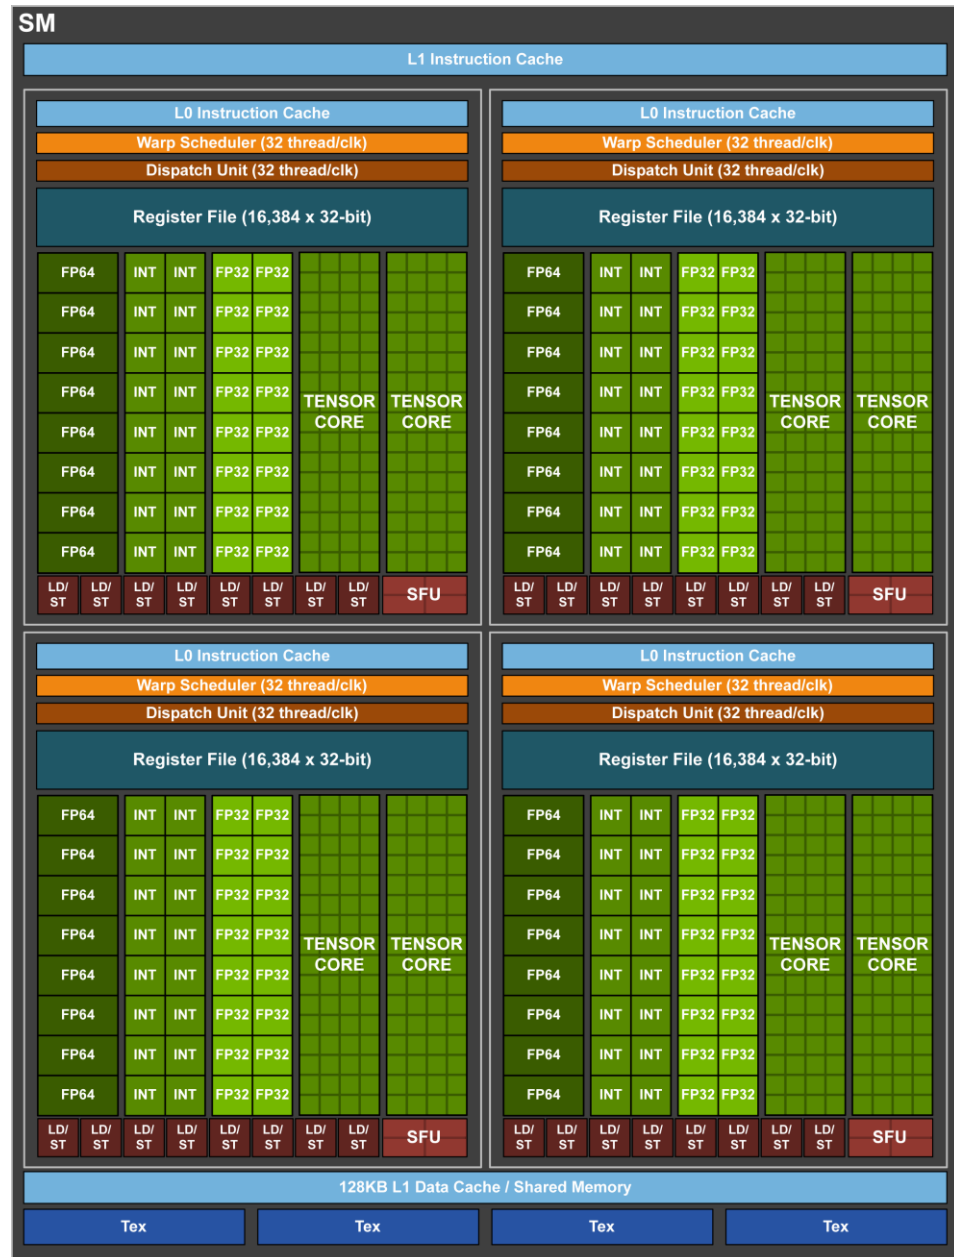 SM
L1 Instruction Cache
L0 Instruction Cache
Warp Scheduler (32 thread/clk)
Dispatch Unit (32 thread/clk)
Register File (16,384 x 32-bit)
FP64 INT INT FP32 FP32
FP64 INT INT FP32 FP32
FP64 INT INT FP32 FP32
FP64 INT INT FP32 FP32
FP64 INT INT FP32 FP32
FP64 INT INT FP32 FP32
FP64 INT INT FP32 FP32
FP64 INT INT FP32 FP32
TENSOR TENSOR
CORE CORE
LD/ LD/ LD/ LD/ LD/ LD/ LD/ LD/
ST ST ST ST ST ST ST ST
SFU
L0 Instruction Cache
Warp Scheduler (32 thread/clk)
Dispatch Unit (32 thread/clk)
Register File (16,384 x 32-bit)
FP64 INT INT FP32 FP32
FP64 INT INT FP32 FP32
FP64 INT INT FP32 FP32
FP64 INT INT FP32 FP32
FP64 INT INT FP32 FP32
FP64 INT INT FP32 FP32
FP64 INT INT FP32 FP32
FP64 INT INT FP32 FP32
TENSOR TENSOR
CORE CORE
LD/ LD/ LD/ LD/ LD/ LD/ LD/ LD/
ST ST ST ST ST ST ST ST
SFU
L0 Instruction Cache
Warp Scheduler (32 thread/clk)
Dispatch Unit (32 thread/clk)
Register File (16,384 x 32-bit)
FP64 INT INT FP32 FP32
FP64 INT INT FP32 FP32
FP64 INT INT FP32 FP32
FP64 INT INT FP32 FP32
FP64 INT INT FP32 FP32
FP64 INT INT FP32 FP32
FP64 INT INT FP32 FP32
FP64 INT INT FP32 FP32
TENSOR TENSOR
CORE CORE
LD/ LD/ LD/ LD/ LD/ LD/ LD/ LD/
ST ST ST ST ST ST ST ST
SFU
L0 Instruction Cache
Warp Scheduler (32 thread/clk)
Dispatch Unit (32 thread/clk)
Register File (16,384 x 32-bit)
FP64 INT INT FP32 FP32
FP64 INT INT FP32 FP32
FP64 INT INT FP32 FP32
FP64 INT INT FP32 FP32
FP64 INT INT FP32 FP32
FP64 INT INT FP32 FP32
FP64 INT INT FP32 FP32
FP64 INT INT FP32 FP32
TENSOR TENSOR
CORE CORE
LD/ LD/ LD/ LD/ LD/ LD/ LD/ LD/
ST ST ST ST ST ST ST ST
SFU
128KB L1 Data Cache / Shared Memory
Tex Tex Tex Tex